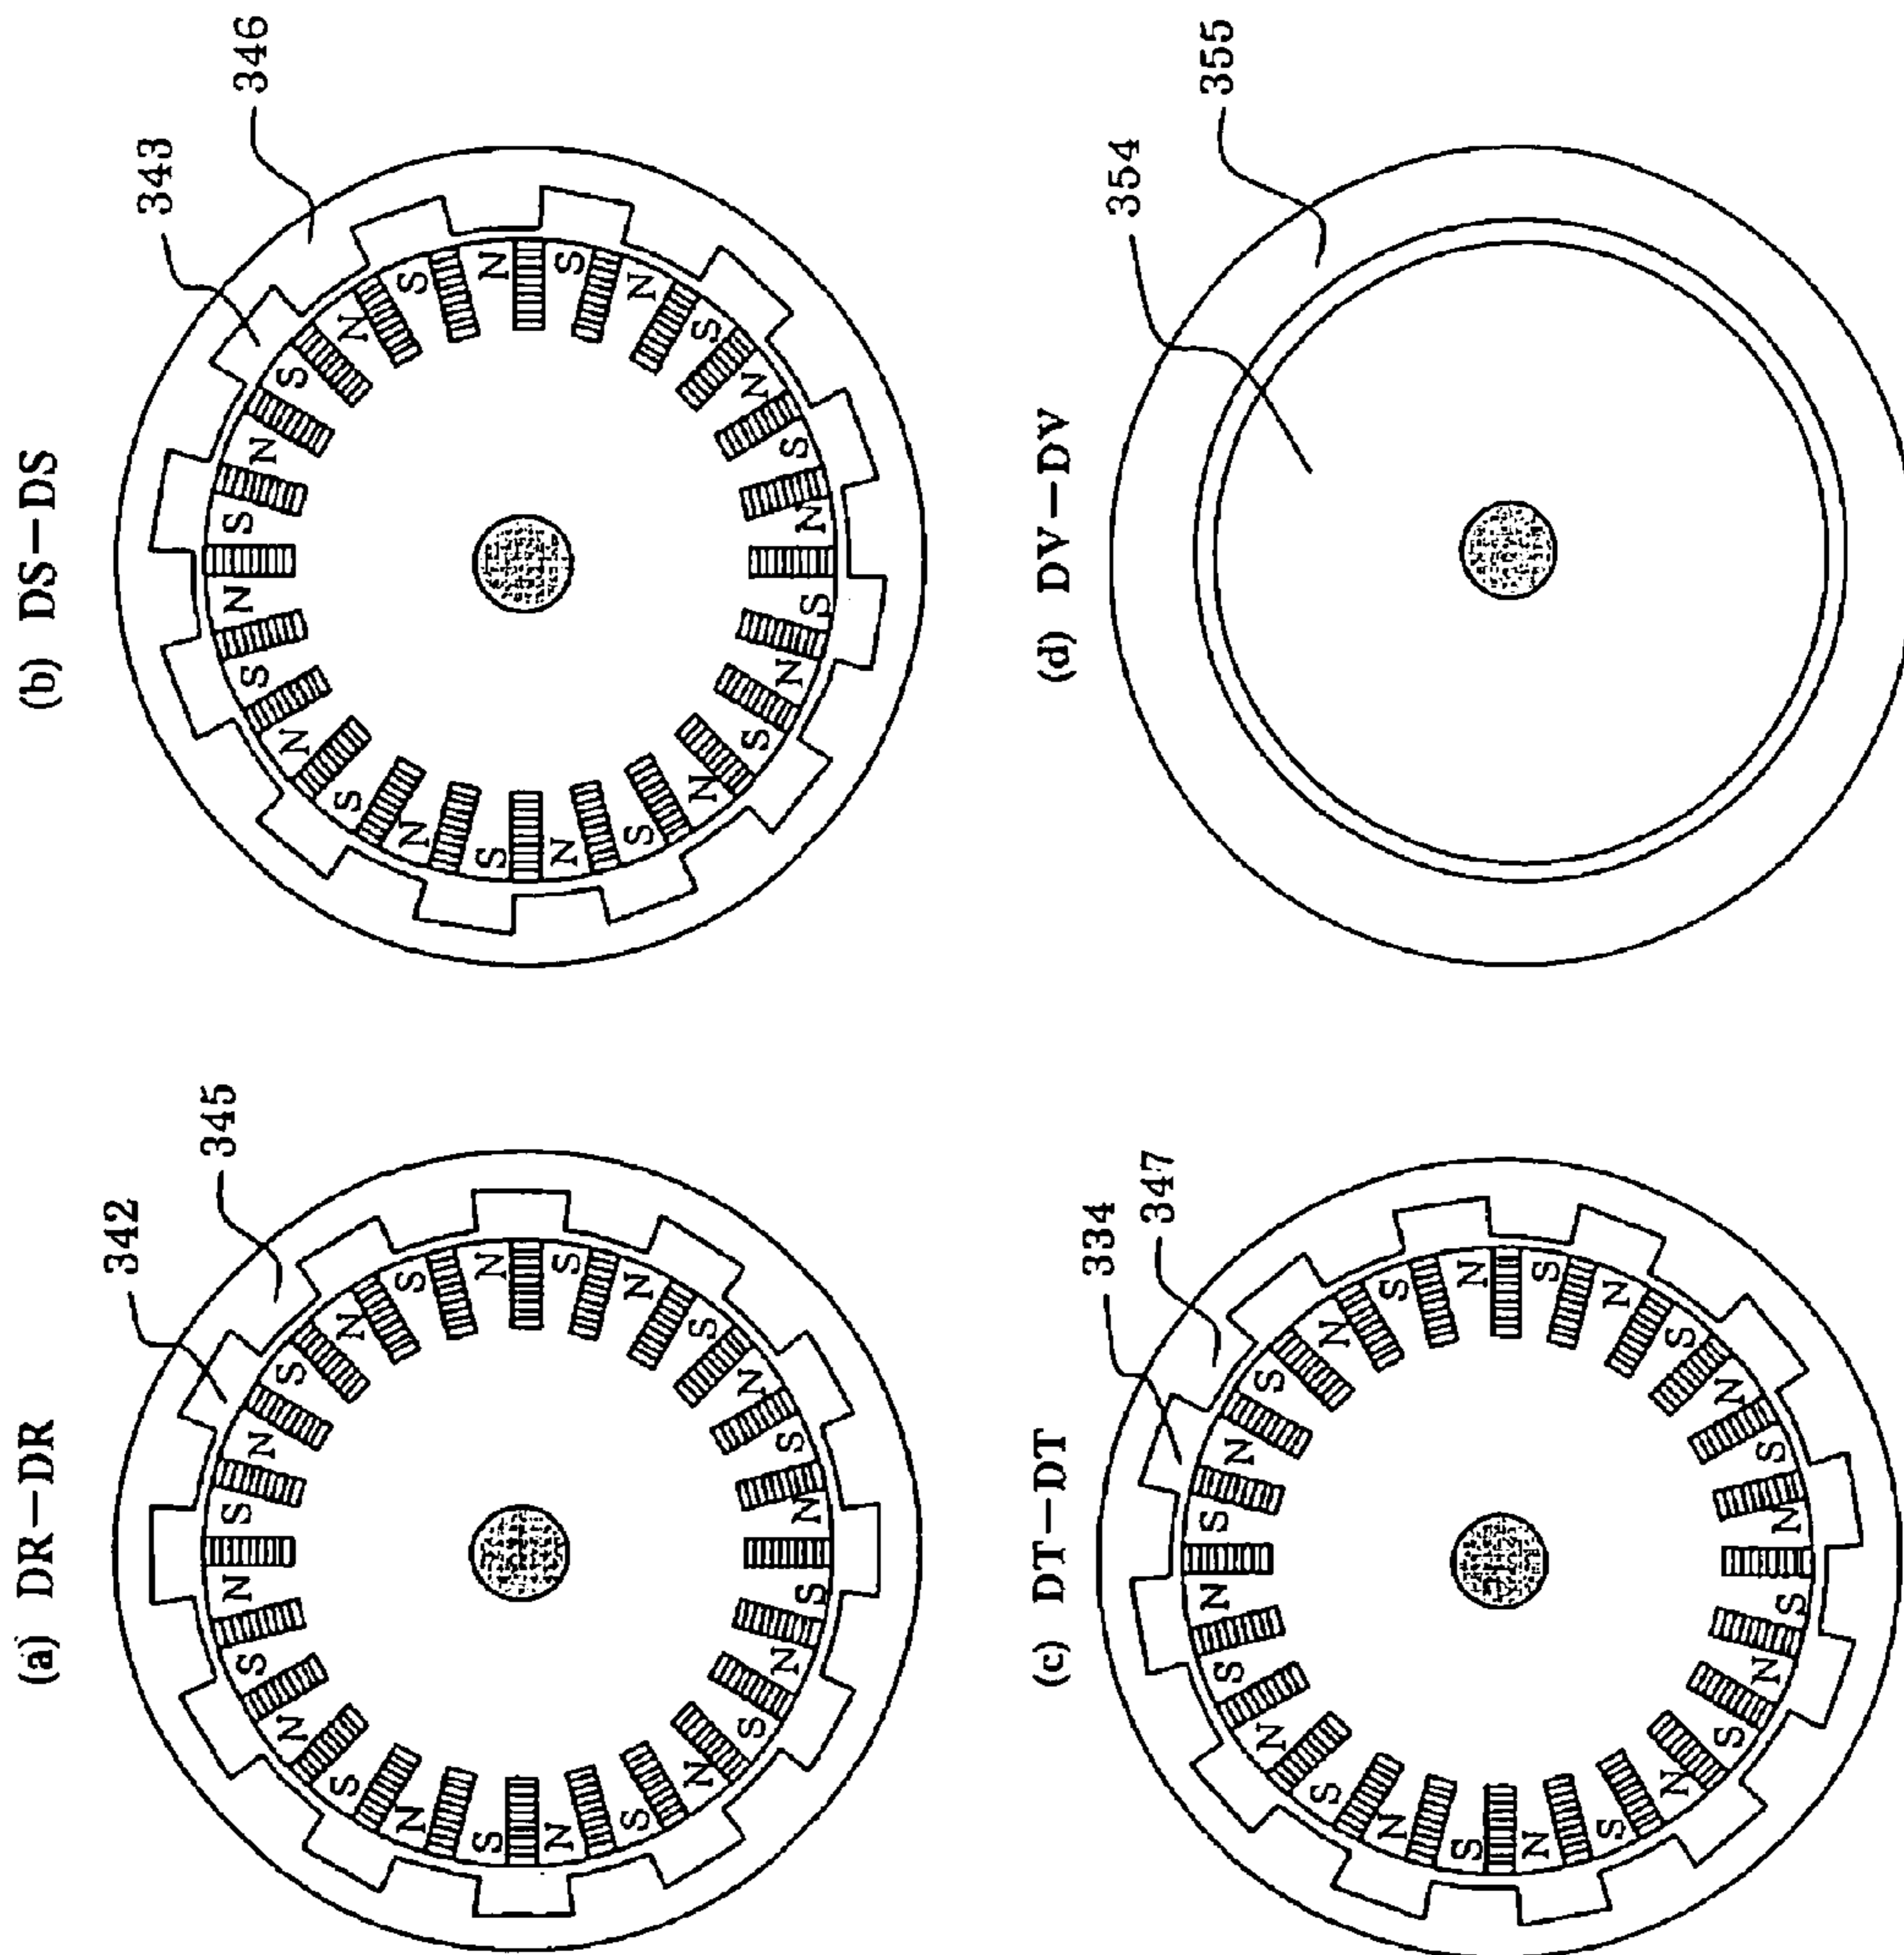 (a) DR—DR
342
345
S N S N S N S N S N S N S N S N S N S N S N S N
(b) DS—DS
343
346
S N S N S N S N S N S N S N S N S N S N S N S N
(c) DT—DT
334
347
S N S N S N S N S N S N S N S N S N S N S N S N
(d) DV—DV
354
355